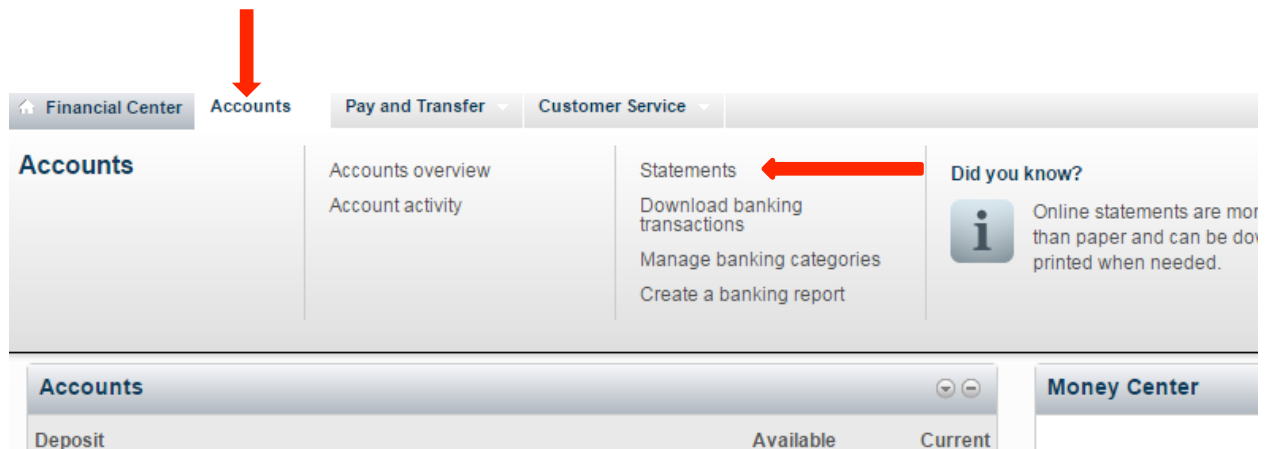 Financial Center Accounts Pay and Transfer Customer Service
Accounts
Accounts overview
Account activity
Statements
Download banking
transactions
Manage banking categories
Create a banking report
Did you know?
i
Online statements are mor
than paper and can be dov
printed when needed.
Accounts
Money Center
Deposit Available Current